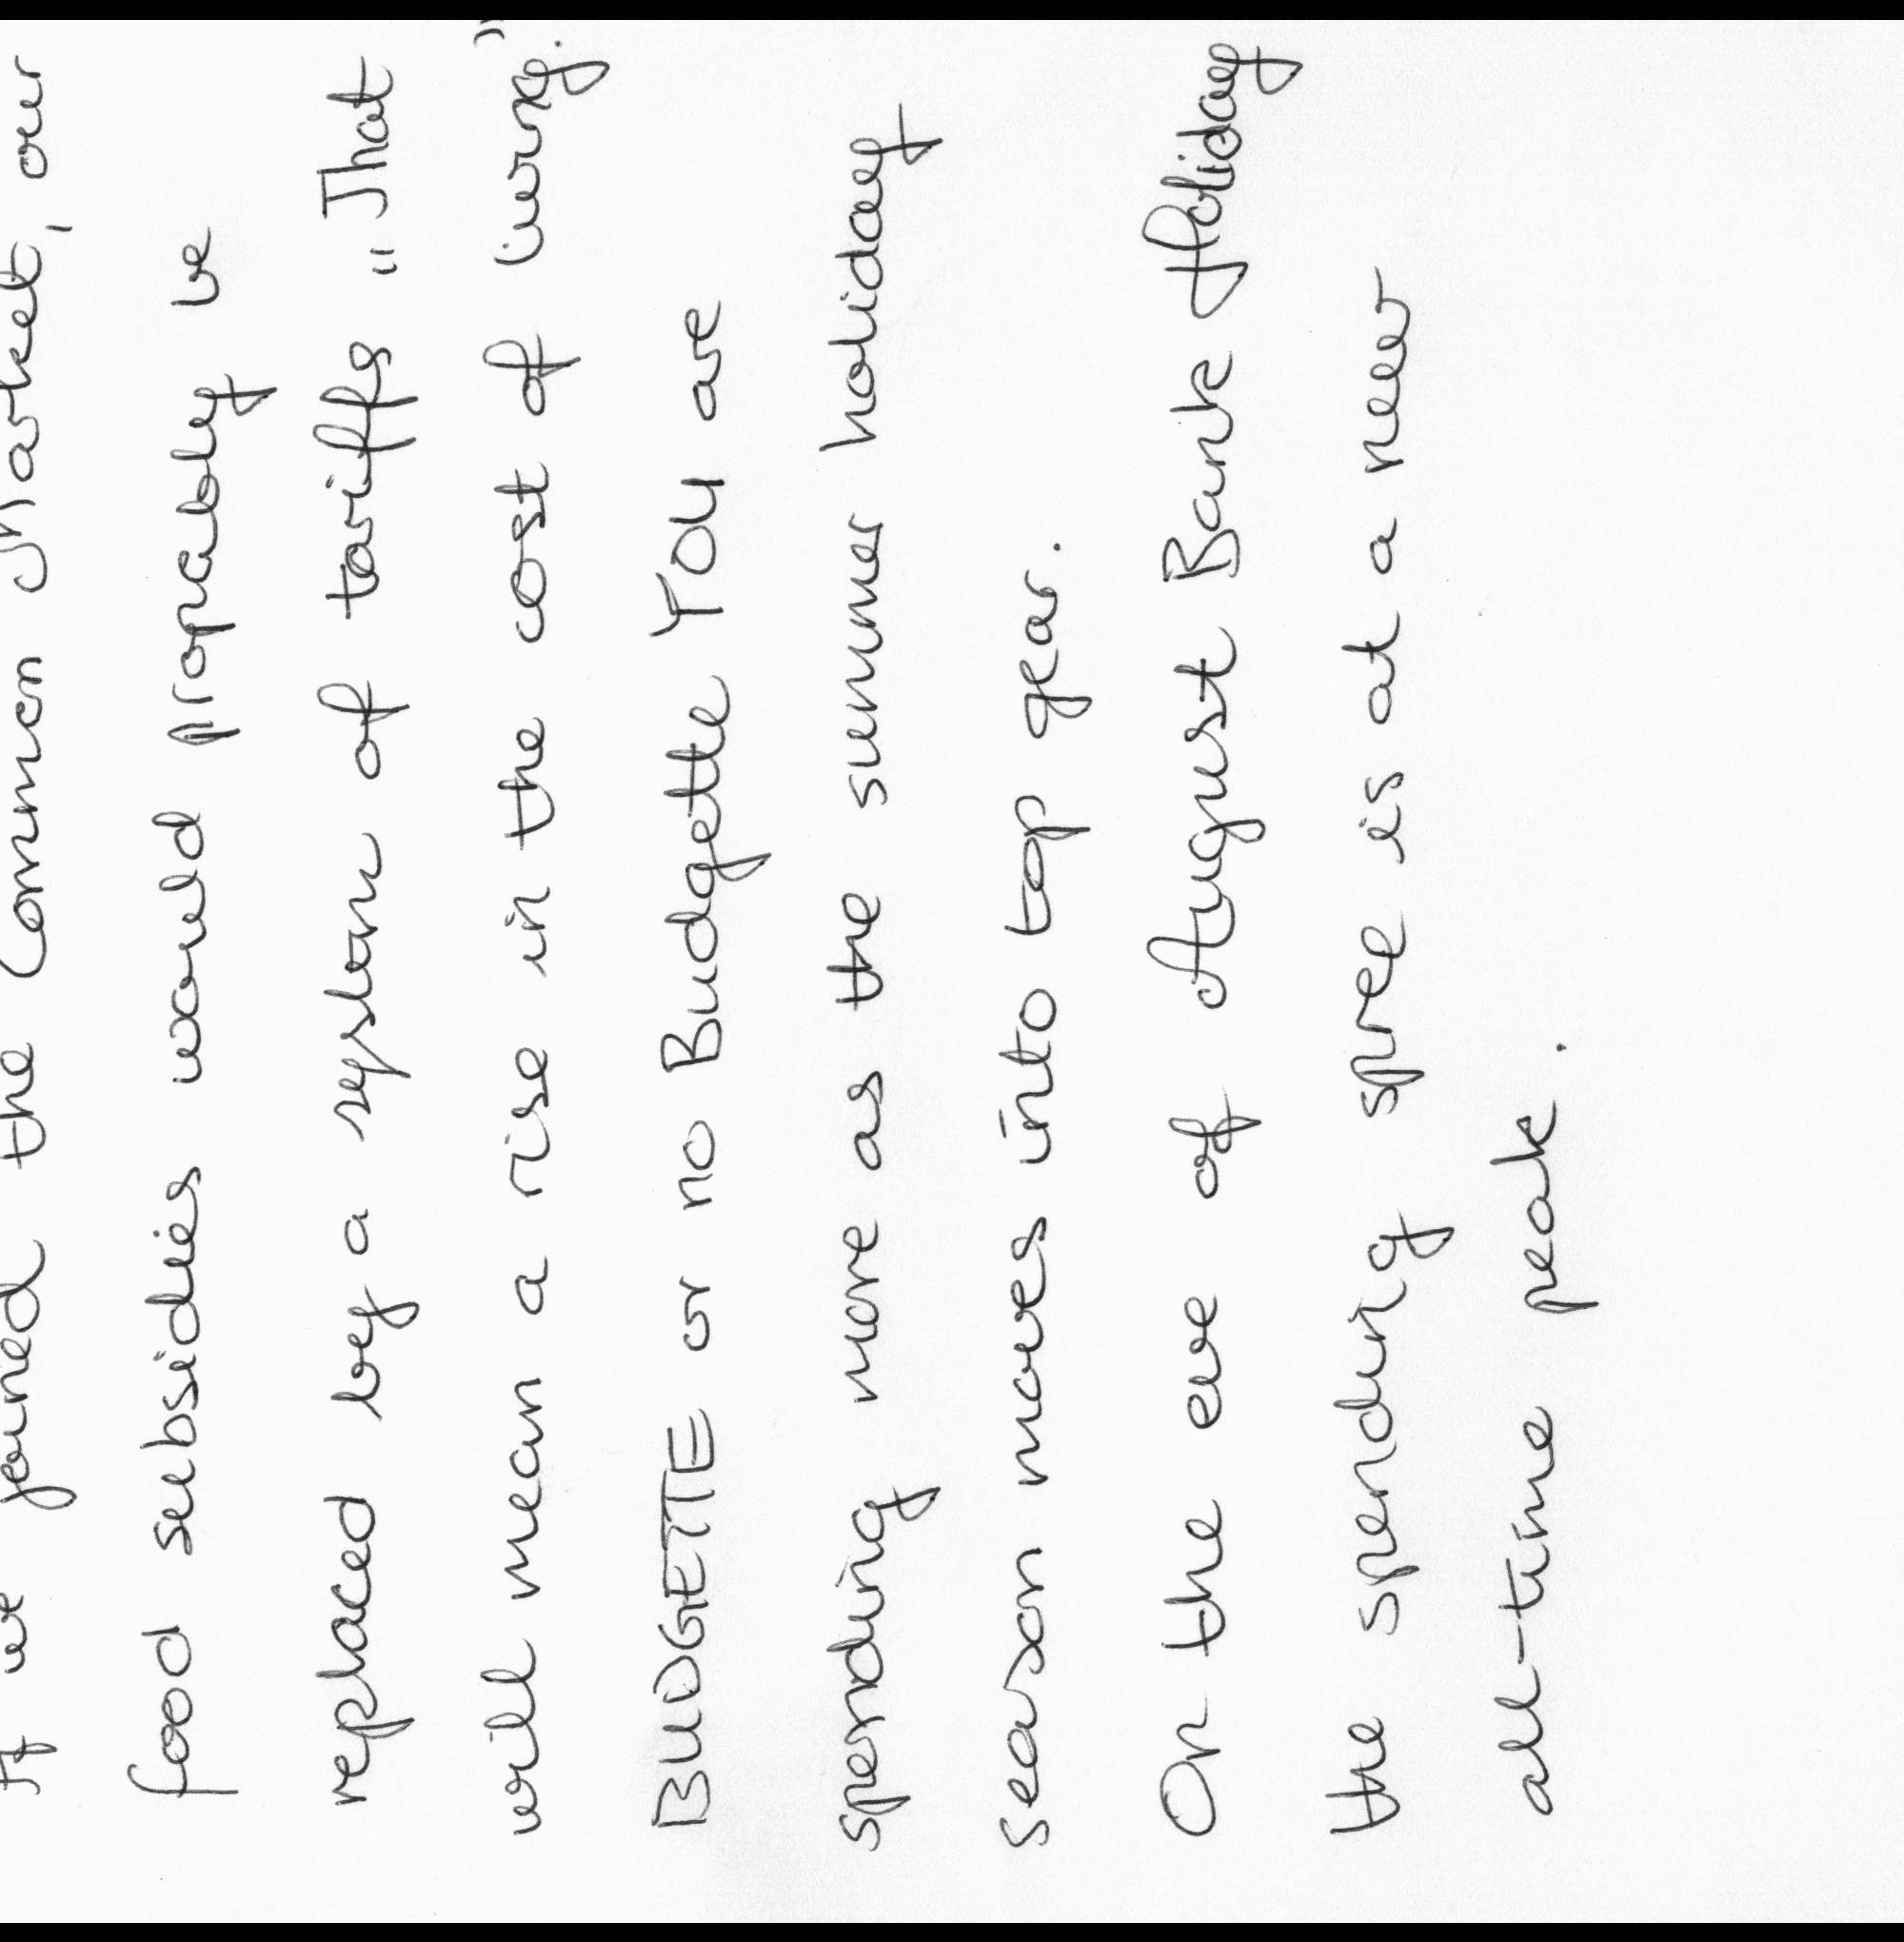 If we joined the Common Market, our
food subsidies would propably be
replaced by a system of tariffs "That
will mean a rise in the cost of living."
BUDGETTE or no Budgette YOU are
spending more as the summer holiday
season moves into top gear.
On the eve of August Bank Holiday
the spending spree is at a new
all-time peak.